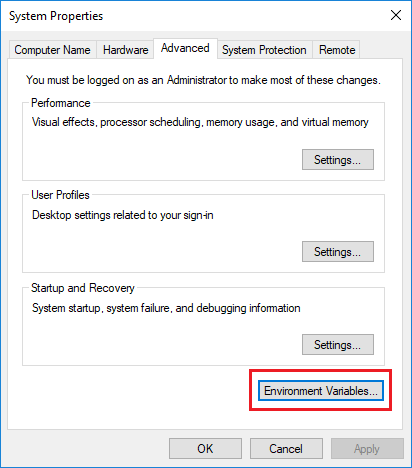 System Properties
Computer Name Hardware Advanced System Protection Remote
You must be logged on as an Administrator to make most of these changes.
Performance
Visual effects, processor scheduling, memory usage, and virtual memory
Settings...
User Profiles
Desktop settings related to your sign-in
Settings...
Startup and Recovery
System startup, system failure, and debugging information
Settings...
Environment Variables...
OK Cancel Apply